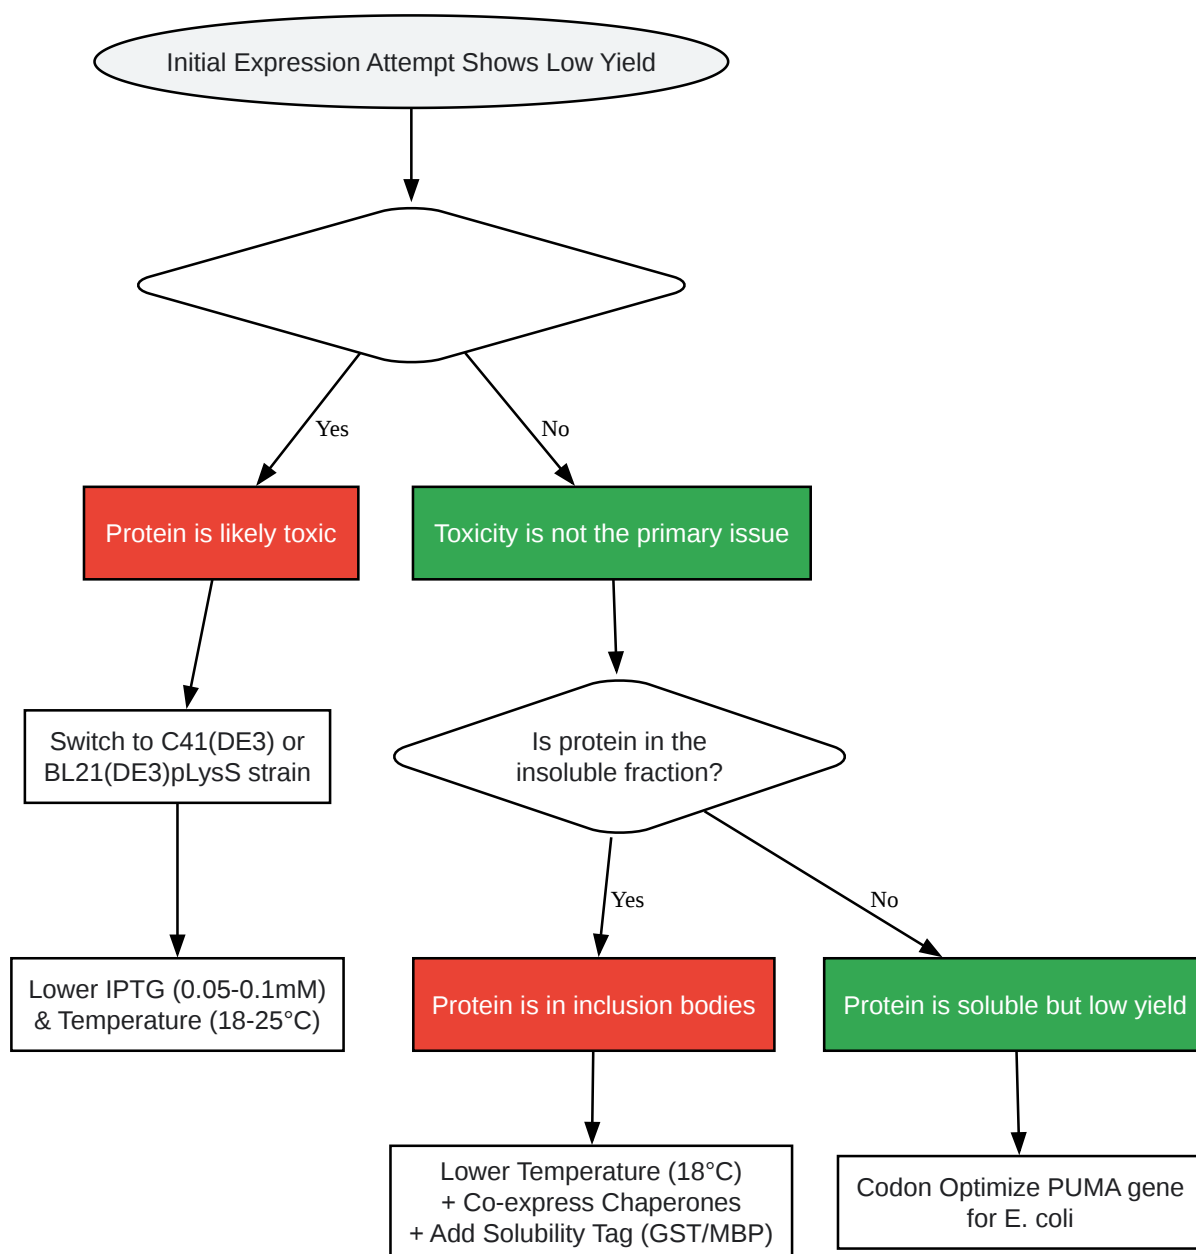 Initial Expression Attempt Shows Low Yield
Yes
No
Protein is likely toxic
Toxicity is not the primary issue
Switch to C41(DE3) or
BL21(DE3)pLysS strain
Is protein in the
insoluble fraction?
Yes
No
Lower IPTG (0.05-0.1mM)
& Temperature (18-25°C)
Protein is in inclusion bodies
Protein is soluble but low yield
Lower Temperature (18°C)
+ Co-express Chaperones
+ Add Solubility Tag (GST/MBP)
Codon Optimize PUMA gene
for E. coli